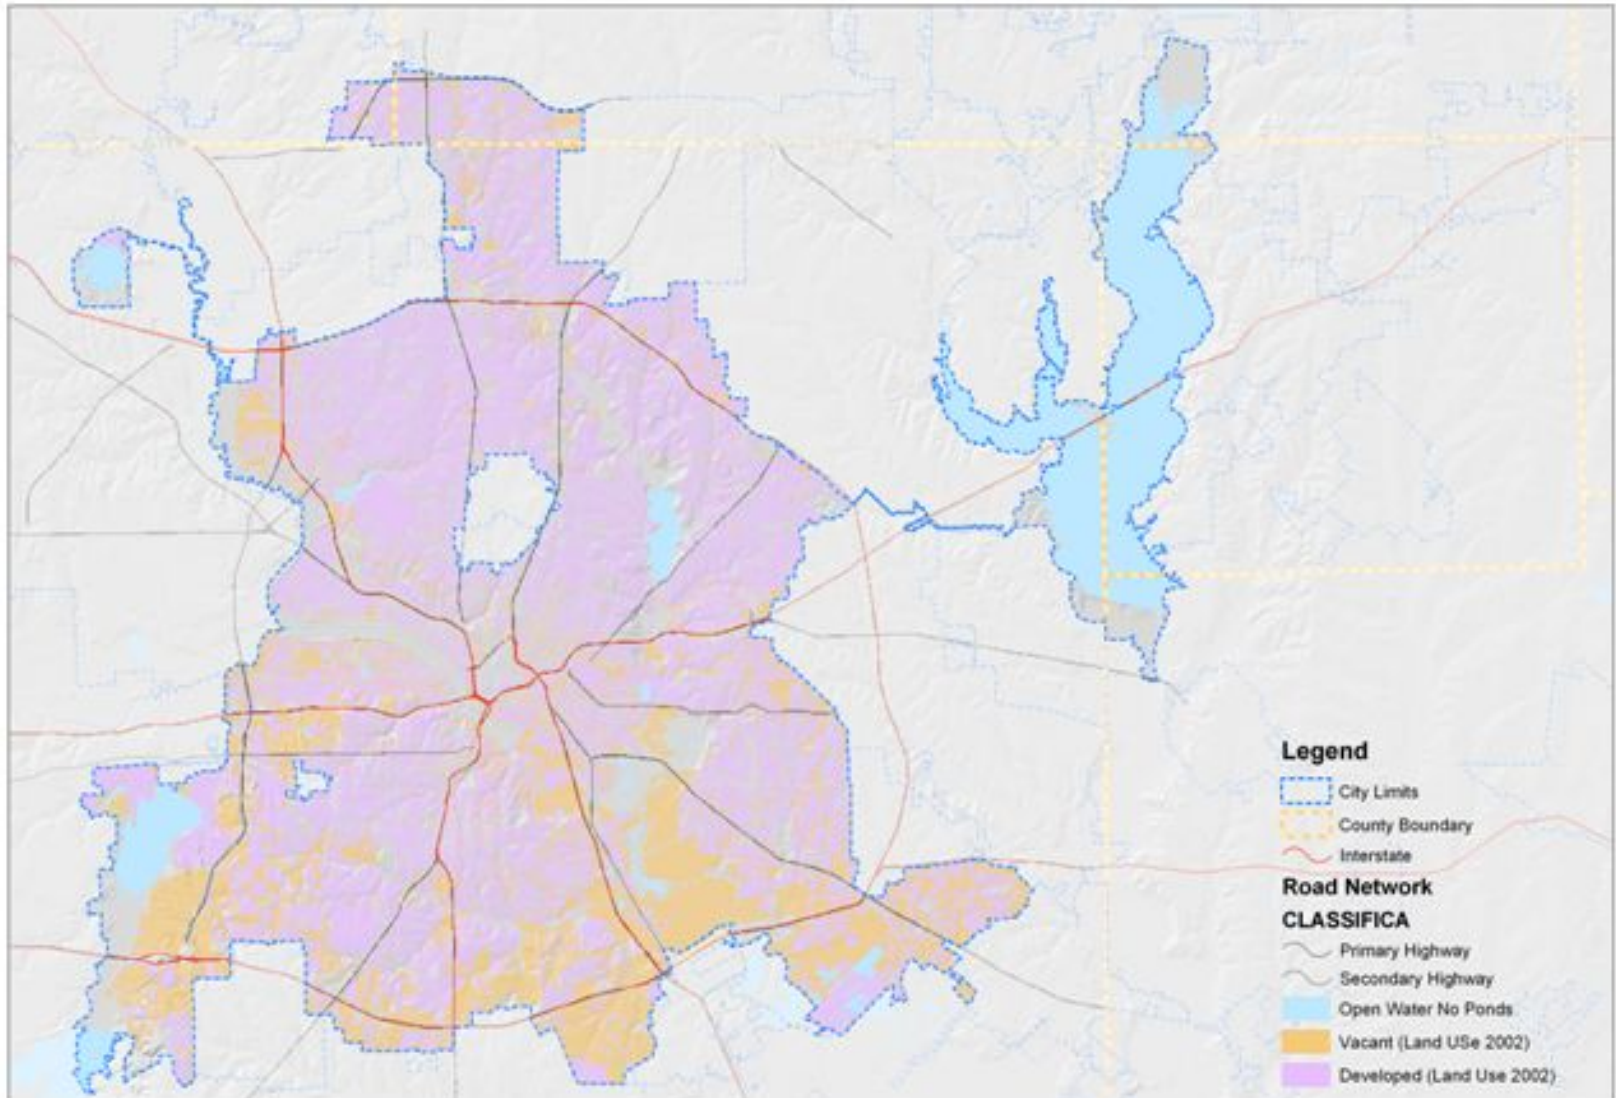 Legend
City Limits
County Boundary
Interstate
Road Network
CLASSIFICA
Primary Highway
Secondary Highway
Open Water No Ponds
Vacant (Land USe 2002)
Developed (Land Use 2002)